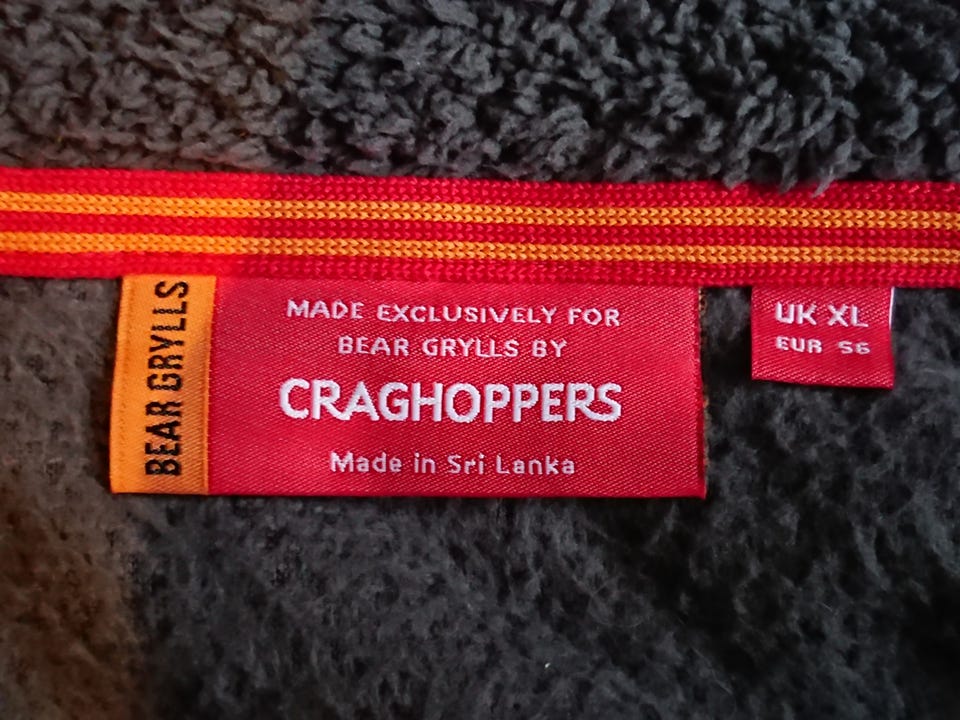 BEAR GRYLLS
MADE EXCLUSIVELY FOR
BEAR GRYLLS BY
CRAGHOPPERS
Made in Sri Lanka
UK XL
EUR 56